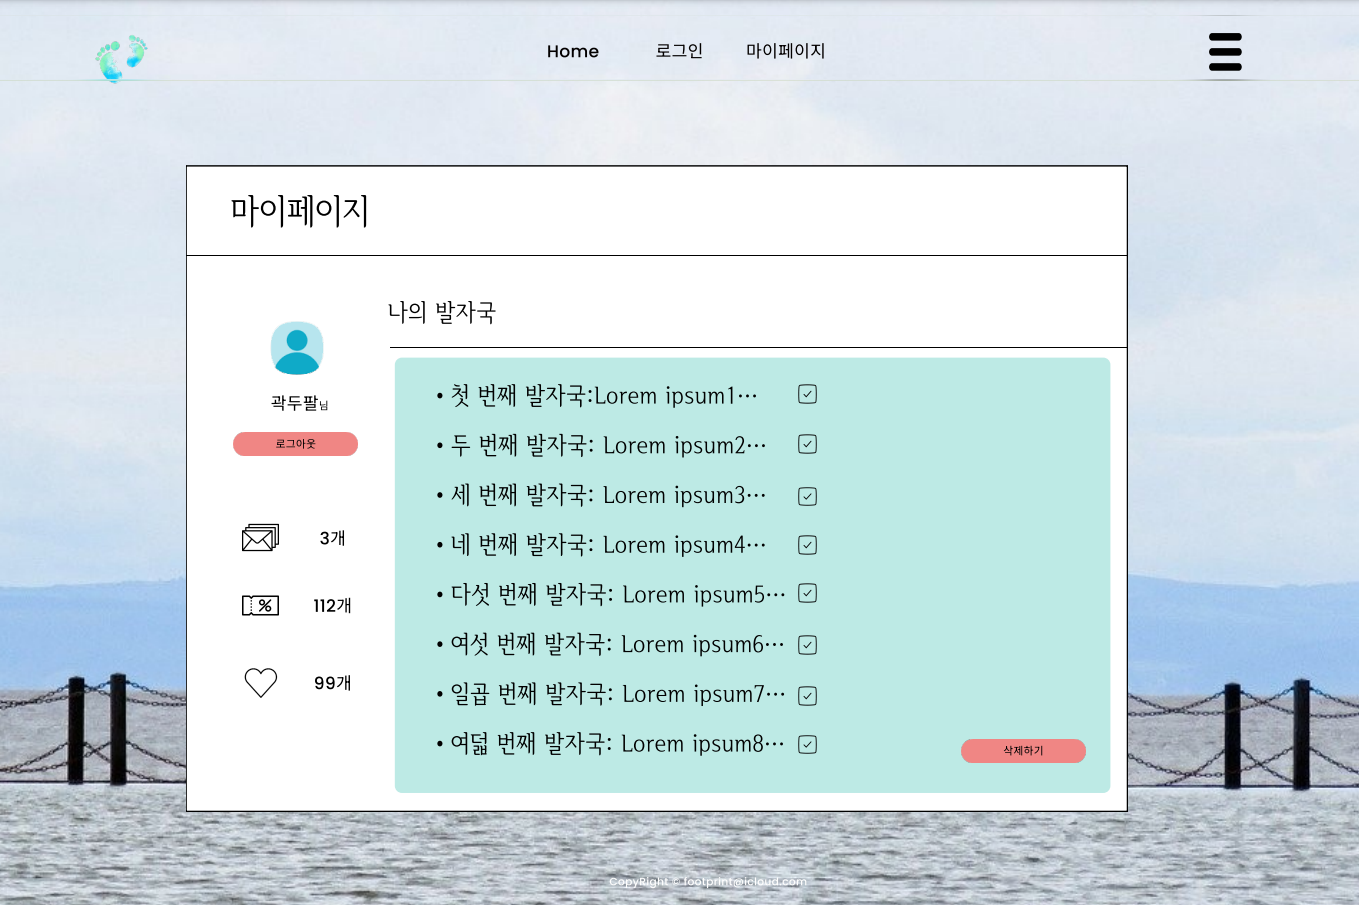 Home 로그인 마이페이지
마이페이지
나의 발자국
곽두팔님
로그아웃
3개
112개
99개
• 첫 번째 발자국:Lorem ipsum1…
• 두 번째 발자국: Lorem ipsum2…
• 세 번째 발자국: Lorem ipsum3…
• 네 번째 발자국: Lorem ipsum4…
• 다섯 번째 발자국: Lorem ipsum5…
• 여섯 번째 발자국: Lorem ipsum6…
• 일곱 번째 발자국: Lorem ipsum7…
• 여덟 번째 발자국: Lorem ipsum8…
삭제하기
CopyRight © footprint@icloud.com